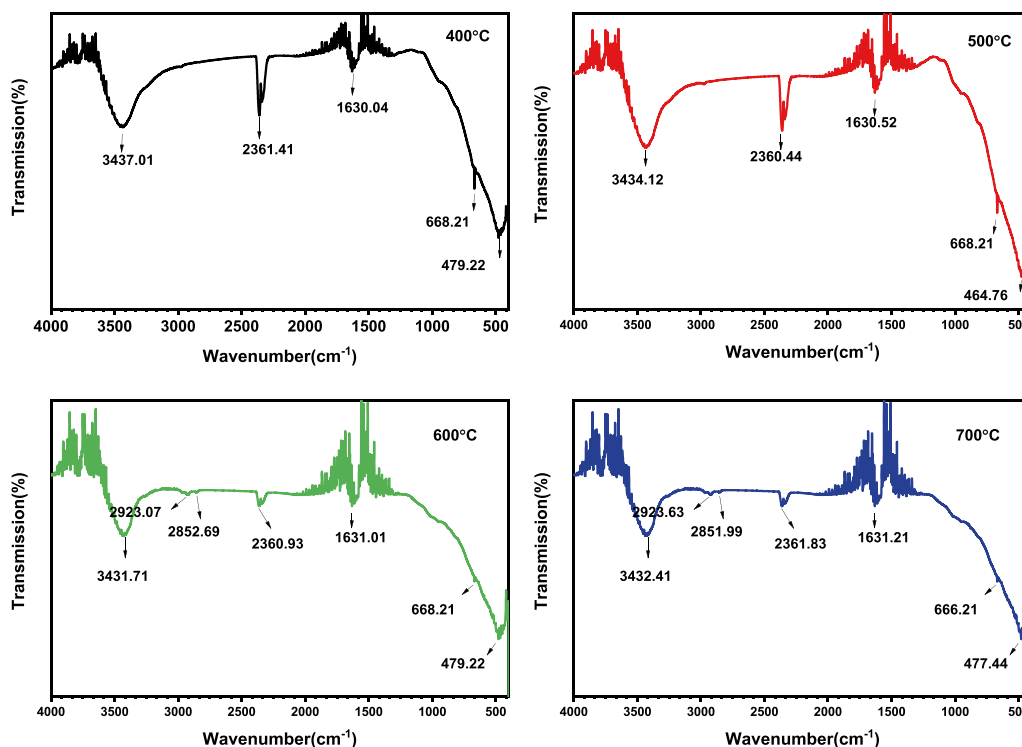 400°C
Transmission(%)
3437.01
2361.41
1630.04
668.21
479.22
4000 3500 3000 2500 2000 1500 1000 500
Wavenumber(cm-1)
500°C
Transmission(%)
3434.12
2360.44
1630.52
668.21
464.76
4000 3500 3000 2500 2000 1500 1000 50
Wavenumber(cm-1)
600°C
Transmission(%)
2923.07
2852.69
3431.71
2360.93
1631.01
668.21
479.22
4000 3500 3000 2500 2000 1500 1000 500
Wavenumber(cm-1)
700°C
Transmission(%)
2923.63
2851.99
3432.41
2361.83
1631.21
666.21
477.44
4000 3500 3000 2500 2000 1500 1000 50
Wavenumber(cm-1)